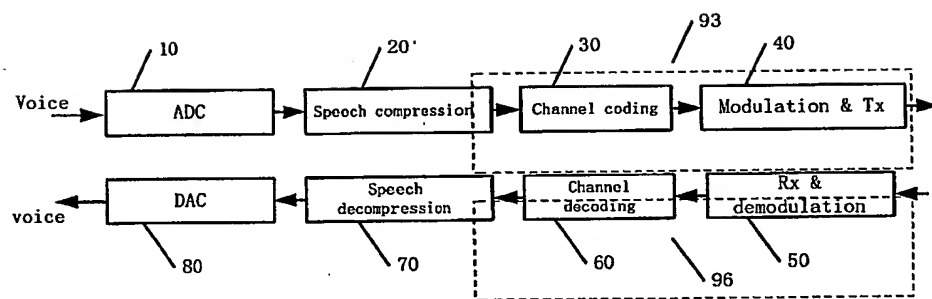 10
20
30
93
40
Voice
ADC
Speech compression
Channel coding
Modulation & Tx
voice
DAC
Speech
decompression
Channel
decoding
Rx &
demodulation
80
70
60
96
50